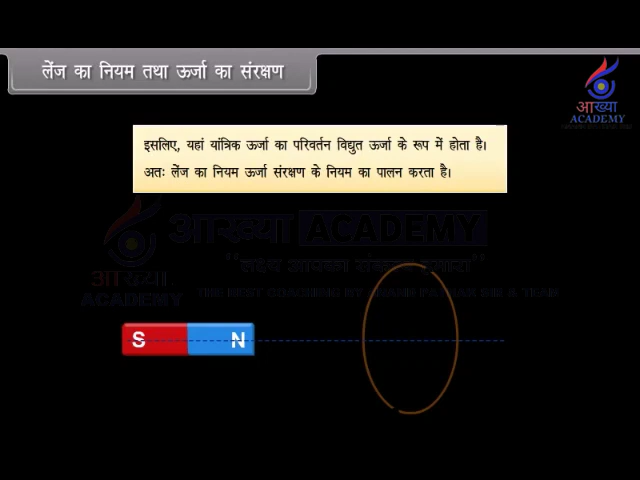 लेंज का नियम तथा ऊर्जा का संरक्षण
आख्या
ACADEMY
इसलिए, यहां यांत्रिक ऊर्जा का परिवर्तन विद्युत ऊर्जा के रूप में होता है।
अतः लेंज का नियम ऊर्जा संरक्षण के नियम का पालन करता है।
आख्या ACADEMY
आख्या
ACADEMY
S N